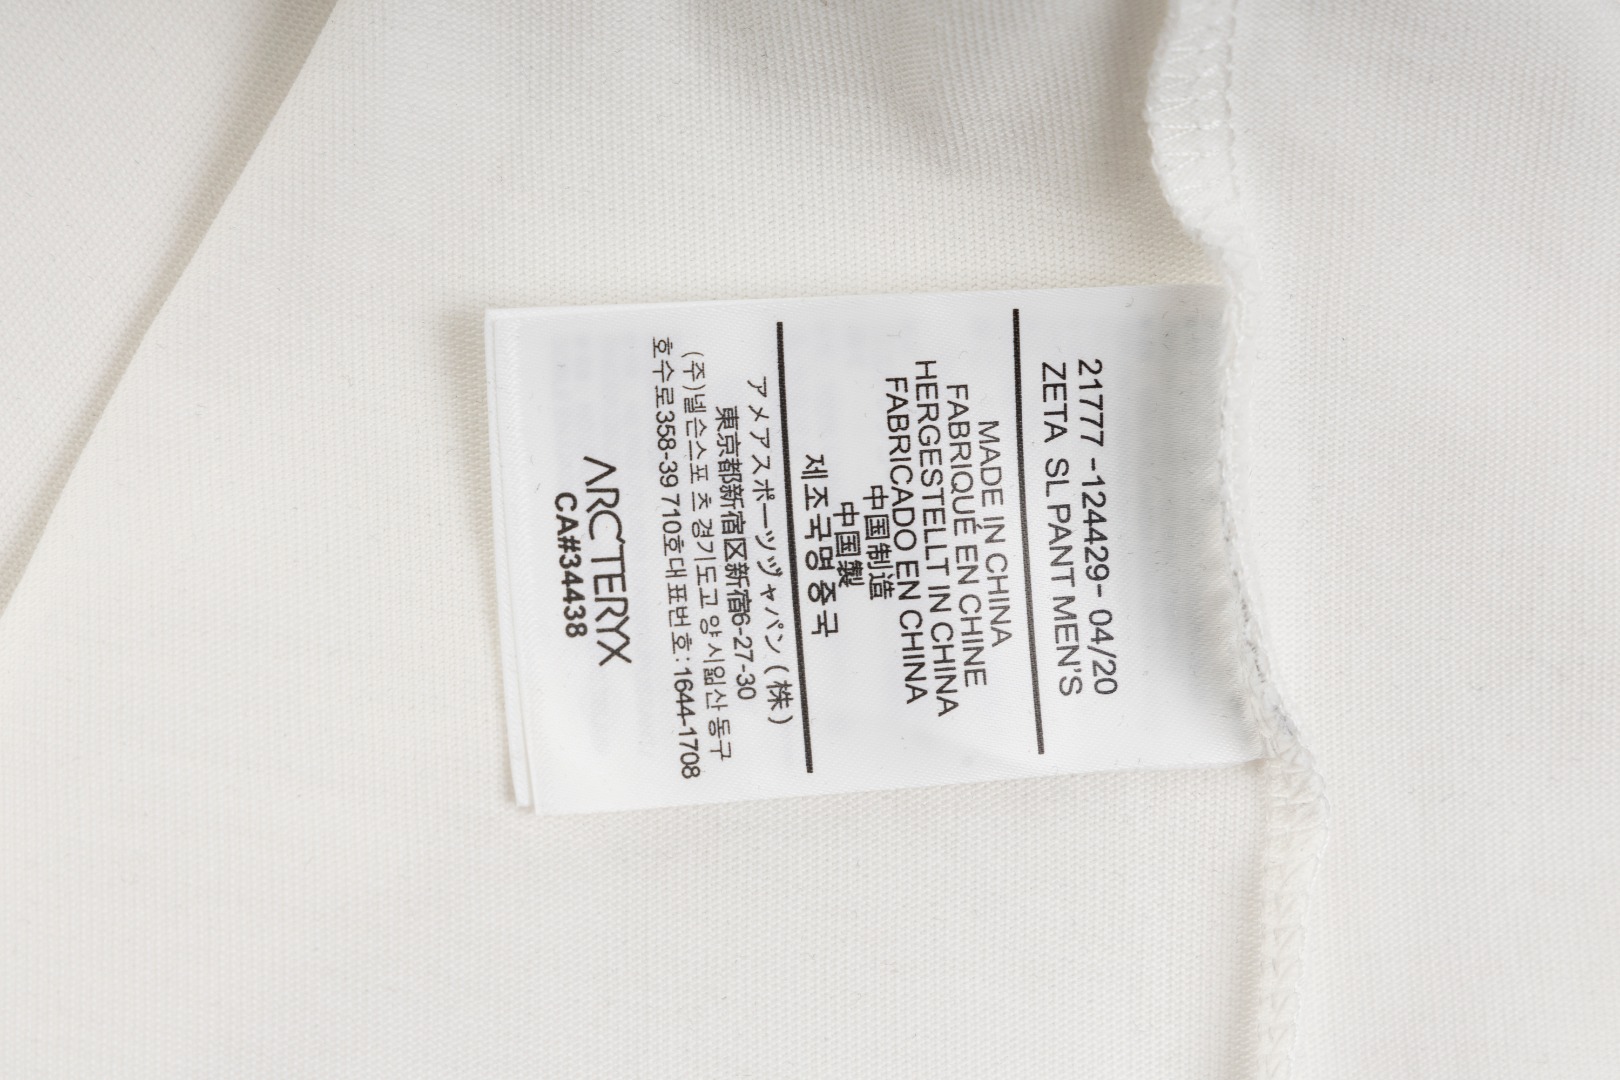 21777 -124429- 04/20
ZETA SL PANT MEN'S
MADE IN CHINA
FABRIQUÉ EN CHINE
HERGESTELLT IN CHINA
FABRICADO EN CHINA
中国制造
中国製
제조국명중국
アメアスポーツジャパン(株)
東京都新宿区新宿6-27-30
(주)넬슨스포 츠 경기도고 양시일산동구
호수로358-39 710호대표번호:1644-1708
ARC'TERYX
CA#34438